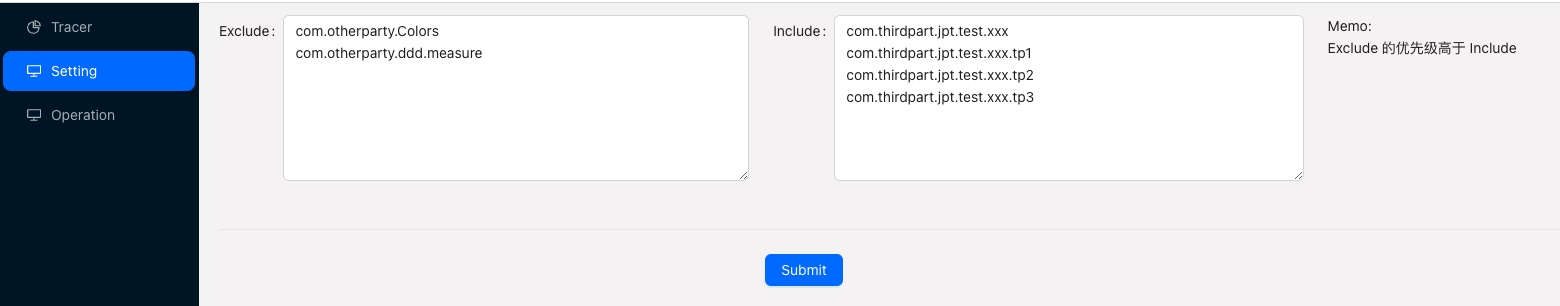 Tracer
Setting
Operation
Exclude :
com.otherparty.Colors
com.otherparty.ddd.measure
Include :
com.thirdpart.jpt.test.xxx
com.thirdpart.jpt.test.xxx.tp1
com.thirdpart.jpt.test.xxx.tp2
com.thirdpart.jpt.test.xxx.tp3
Memo:
Exclude 的优先级高于 Include
Submit